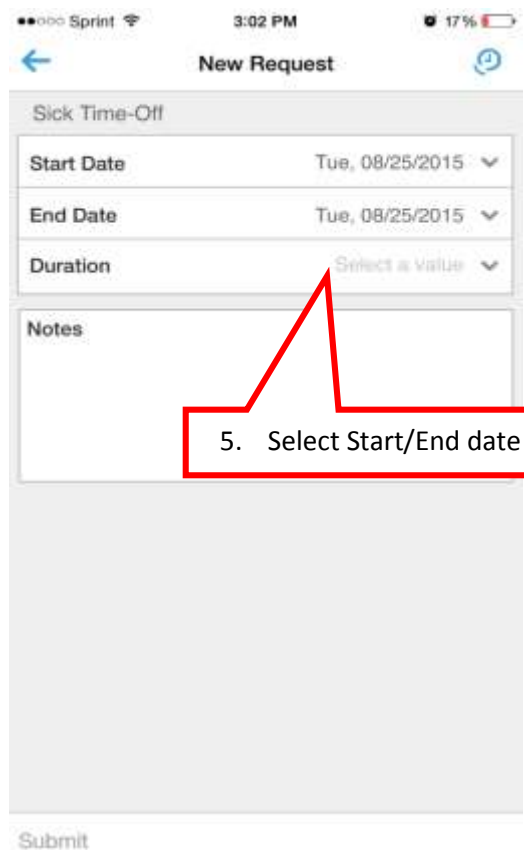 Sprint 3:02 PM 17%
New Request
Sick Time-Off
Start Date Tue, 08/25/2015
End Date Tue, 08/25/2015
Duration Select a value
Notes
5. Select Start/End date
Submit